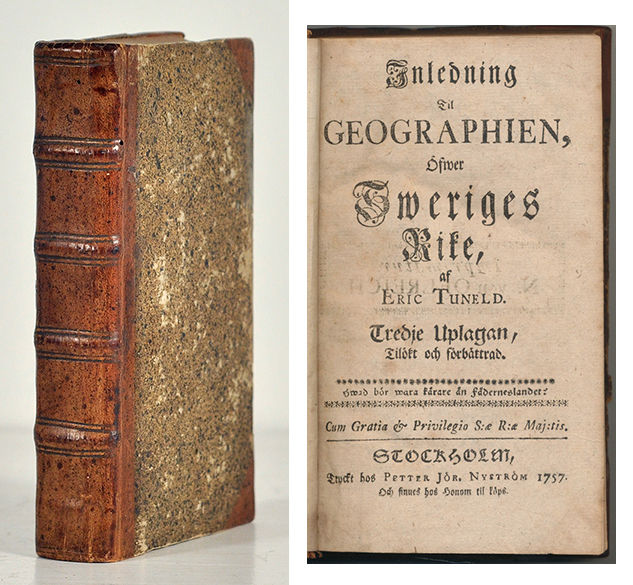 Inledning
Til
GEOGRAPHIEN,
Öfwer
Sweriges
Rike,
af
ERIC TUNELD.
Tredje Uplagan,
Tilökt och förbättrad.
Hwad bör wara kärare än Fäderneslandet?
Cum Gratia & Privilegio S:æ R:æ Maj:tis.
STOCKHOLM,
Tryckt hos PETTER JÖR. NYSTRÖM 1757.
Och finnes hos Honom til köps.